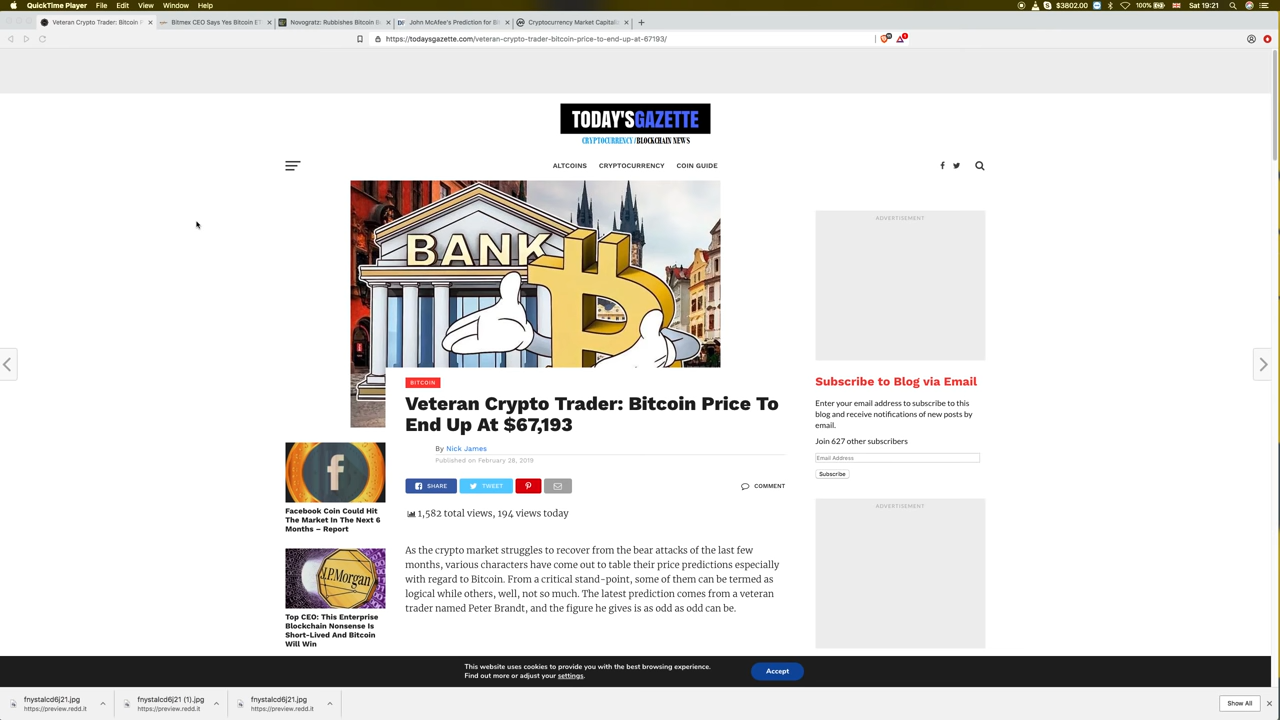 QuickTime Player File Edit View Window Help
$3802.00 100% Sat 19:21
Veteran Crypto Trader: Bitcoin P
Bitmex CEO Says Yes Bitcoin ET
Novogratz: Rubbishes Bitcoin B
John McAfee's Prediction for Bi
Cryptocurrency Market Capitali
https://todaysgazette.com/veteran-crypto-trader-bitcoin-price-to-end-up-at-67193/
TODAY'SGAZETTE
CRYPTOCURRENCY/BLOCKCHAIN NEWS
ALTCOINS CRYPTOCURRENCY COIN GUIDE
BANK
BITCOIN
Veteran Crypto Trader: Bitcoin Price To
End Up At $67,193
By Nick James
Published on February 28, 2019
SHARE TWEET COMMENT
1,582 total views, 194 views today
As the crypto market struggles to recover from the bear attacks of the last few
months, various characters have come out to table their price predictions especially
with regard to Bitcoin. From a critical stand-point, some of them can be termed as
logical while others, well, not so much. The latest prediction comes from a veteran
trader named Peter Brandt, and the figure he gives is as odd as odd can be.
Facebook Coin Could Hit
The Market In The Next 6
Months – Report
J.P.Morgan
Top CEO: This Enterprise
Blockchain Nonsense Is
Short-Lived And Bitcoin
Will Win
ADVERTISEMENT
Subscribe to Blog via Email
Enter your email address to subscribe to this
blog and receive notifications of new posts by
email.
Join 627 other subscribers
Email Address
Subscribe
ADVERTISEMENT
This website uses cookies to provide you with the best browsing experience.
Find out more or adjust your settings.
Accept
fnystalcd6j21.jpg
https://preview.redd.it
fnystalcd6j21 (1).jpg
https://preview.redd.it
fnystalcd6j21.jpg
https://preview.redd.it
Show All